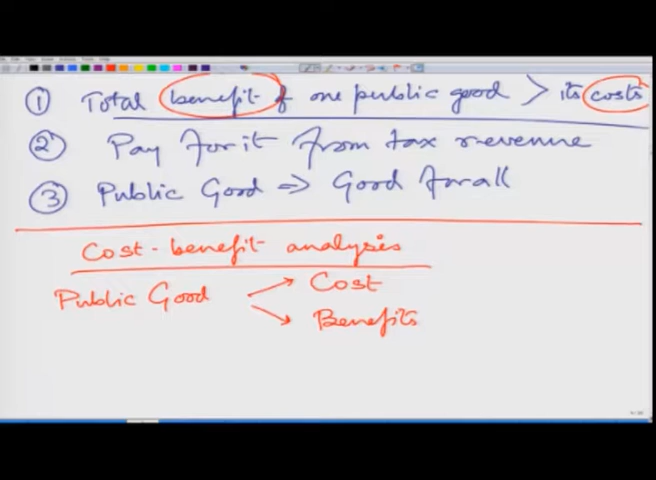 ① Total benefit of one public good > its costs
② Pay for it from tax revenue
③ Public Good ⇒ Good for all
Cost-benefit analysis
Public Good → Cost
→ Benefits